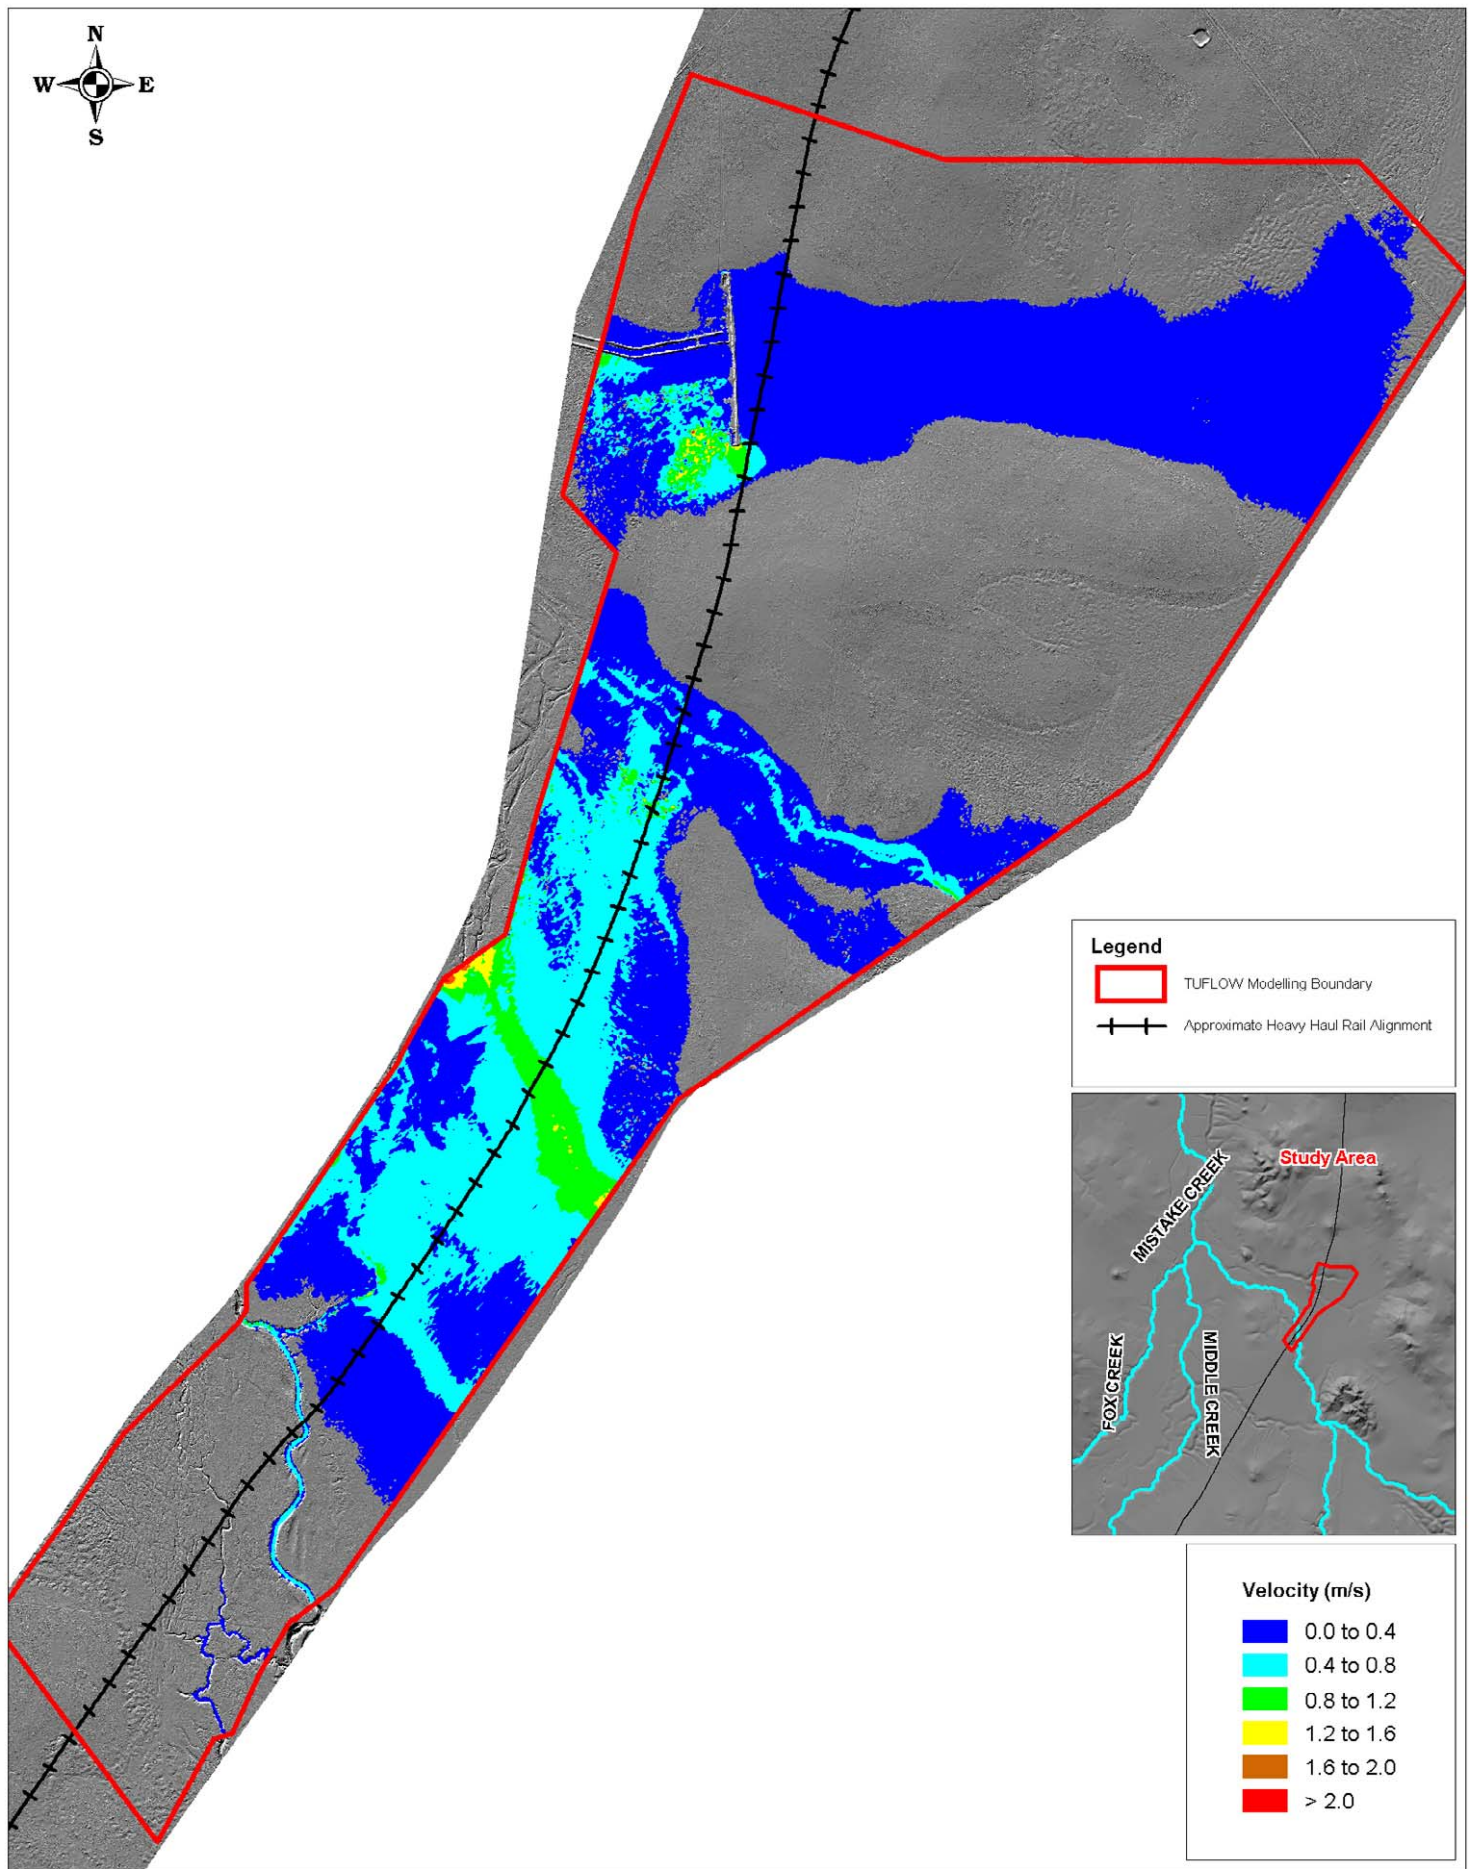 N
W E
S
Legend
TUFLOW Modelling Boundary
Approximate Heavy Haul Rail Alignment
Study Area
MISTAKE CREEK
FOX CREEK
MIDDLE CREEK
Velocity (m/s)
0.0 to 0.4
0.4 to 0.8
0.8 to 1.2
1.2 to 1.6
1.6 to 2.0
> 2.0